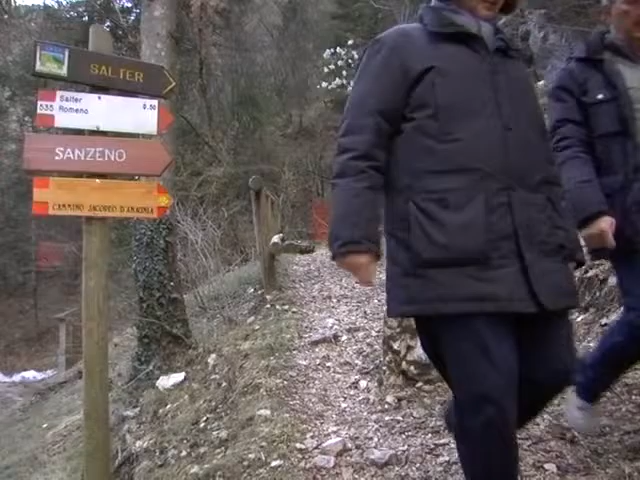 SALTER
535 Salter 0.50
Romeno
SANZENO
CAMMINO JACOPEO D'ANAUNIA